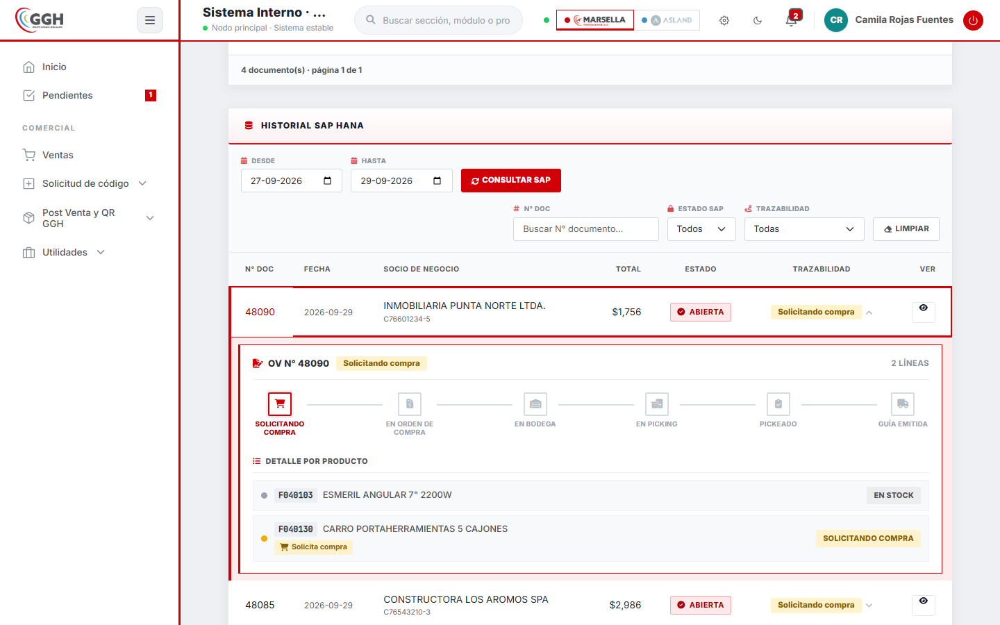 GGH
Sistema Interno · ...
Nodo principal · Sistema estable
Buscar sección, módulo o pro
MARSELLA
ASLAND
2
CR
Camila Rojas Fuentes
Inicio
Pendientes
1
COMERCIAL
Ventas
Solicitud de código
Post Venta y QR
GGH
Utilidades
4 documento(s) · página 1 de 1
HISTORIAL SAP HANA
DESDE
HASTA
27-09-2026
29-09-2026
CONSULTAR SAP
N° DOC
ESTADO SAP
TRAZABILIDAD
Buscar N° documento...
Todos
Todas
LIMPIAR
N° DOC
FECHA
SOCIO DE NEGOCIO
TOTAL
ESTADO
TRAZABILIDAD
VER
48090
2026-09-29
INMOBILIARIA PUNTA NORTE LTDA.
C76601234-5
$1,756
ABIERTA
Solicitando compra
OV N° 48090
Solicitando compra
2 LÍNEAS
SOLICITANDO
COMPRA
EN ORDEN DE
COMPRA
EN BODEGA
EN PICKING
PICKEADO
GUÍA EMITIDA
DETALLE POR PRODUCTO
F040103
ESMERIL ANGULAR 7" 2200W
EN STOCK
F040130
CARRO PORTAHERRAMIENTAS 5 CAJONES
Solicita compra
SOLICITANDO COMPRA
48085
2026-09-29
CONSTRUCTORA LOS AROMOS SPA
C76543210-3
$2,986
ABIERTA
Solicitando compra